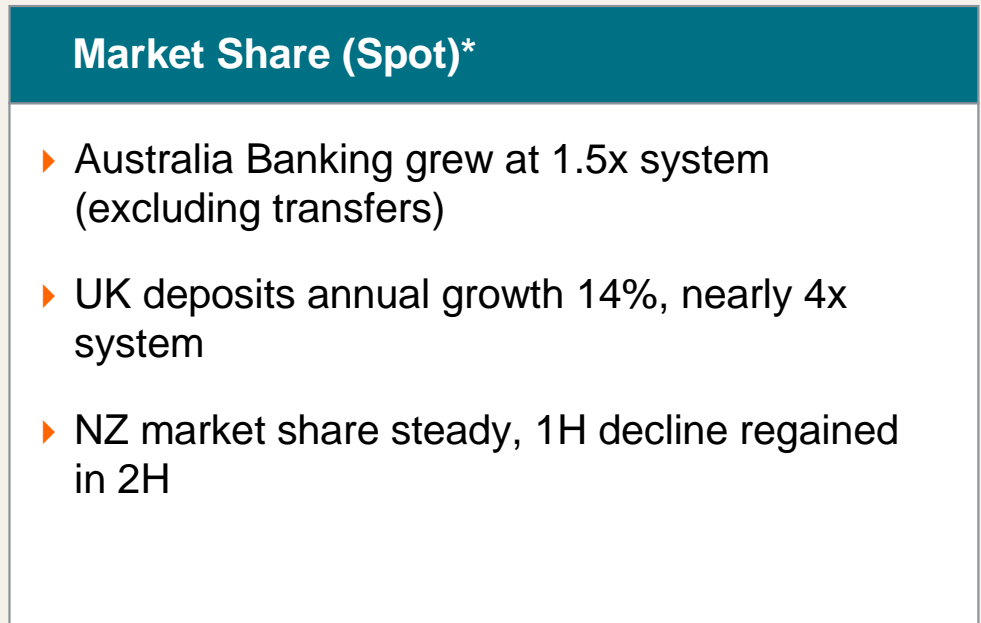 Market Share (Spot)*
Australia Banking grew at 1.5x system
(excluding transfers)
UK deposits annual growth 14%, nearly 4x
system
NZ market share steady, 1H decline regained
in 2H